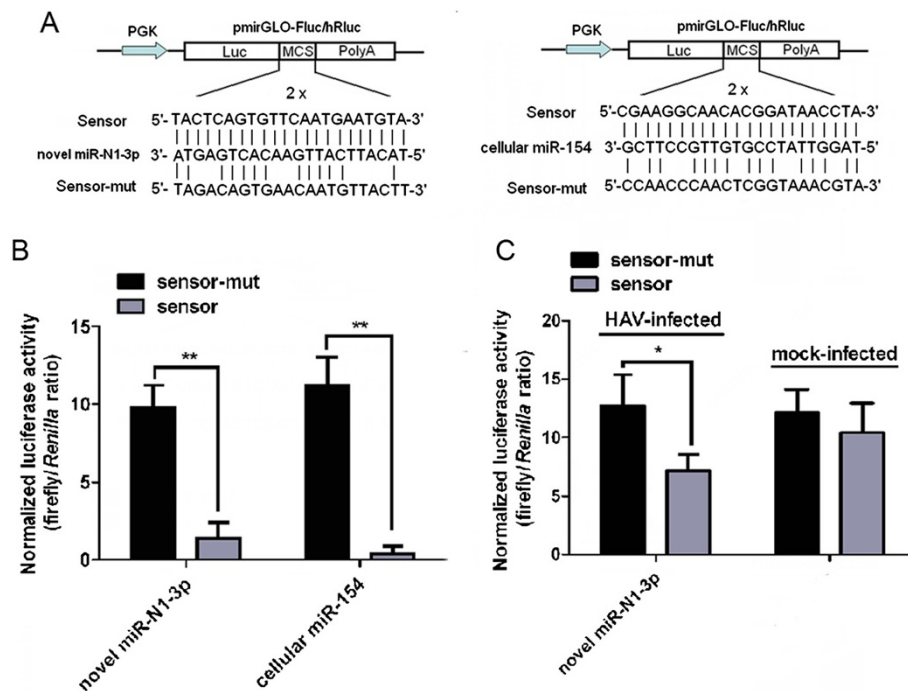 A
PGK
pmirGLO-Fluc/hRluc
Luc MCS PolyA
2 x
Sensor 5'- TACTCAGTGTTCAATGAATGTA-3'
novel miR-N1-3p 3'- ATGAGTCACAAGTTACTTACAT-5'
Sensor-mut 5'- TAGACAGTGAACAATGTTACTT-3'
PGK
pmirGLO-Fluc/hRluc
Luc MCS PolyA
2 x
Sensor 5'-CGAAGGCAACACGGATAACCTA-3'
cellular miR-154 3'-GCTTCCGTTGTGCCTATTGGAT-5'
Sensor-mut 5'-CCAACCCAACTCGGTAAACGTA-3'
B
sensor-mut
sensor
Normalized luciferase activity
(firefly/Renilla ratio)
15
10
5
0
**
**
novel miR-N1-3p
cellular miR-154
C
sensor-mut
sensor
Normalized luciferase activity
(firefly/Renilla ratio)
20
15
10
5
0
HAV-infected
*
mock-infected
novel miR-N1-3p